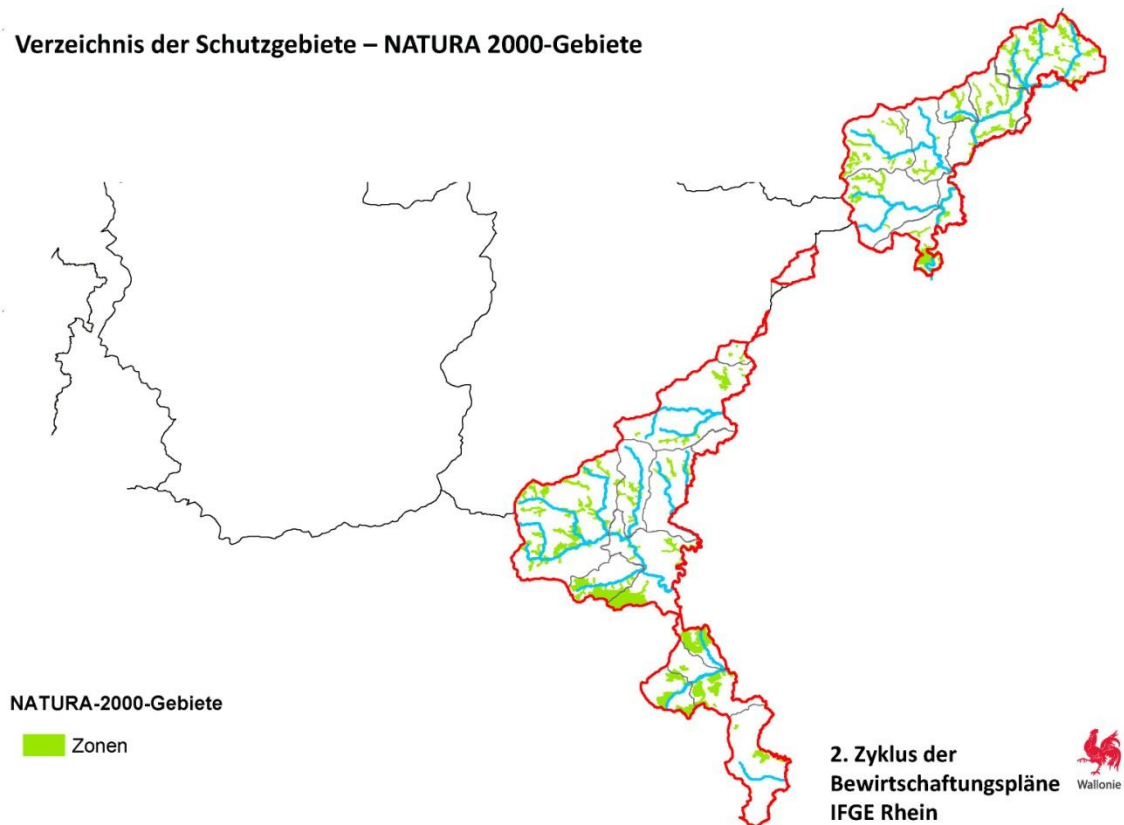 Verzeichnis der Schutzgebiete – NATURA 2000-Gebiete
NATURA-2000-Gebiete
Zonen
2. Zyklus der
Bewirtschaftungspläne
IFGE Rhein
Wallonie